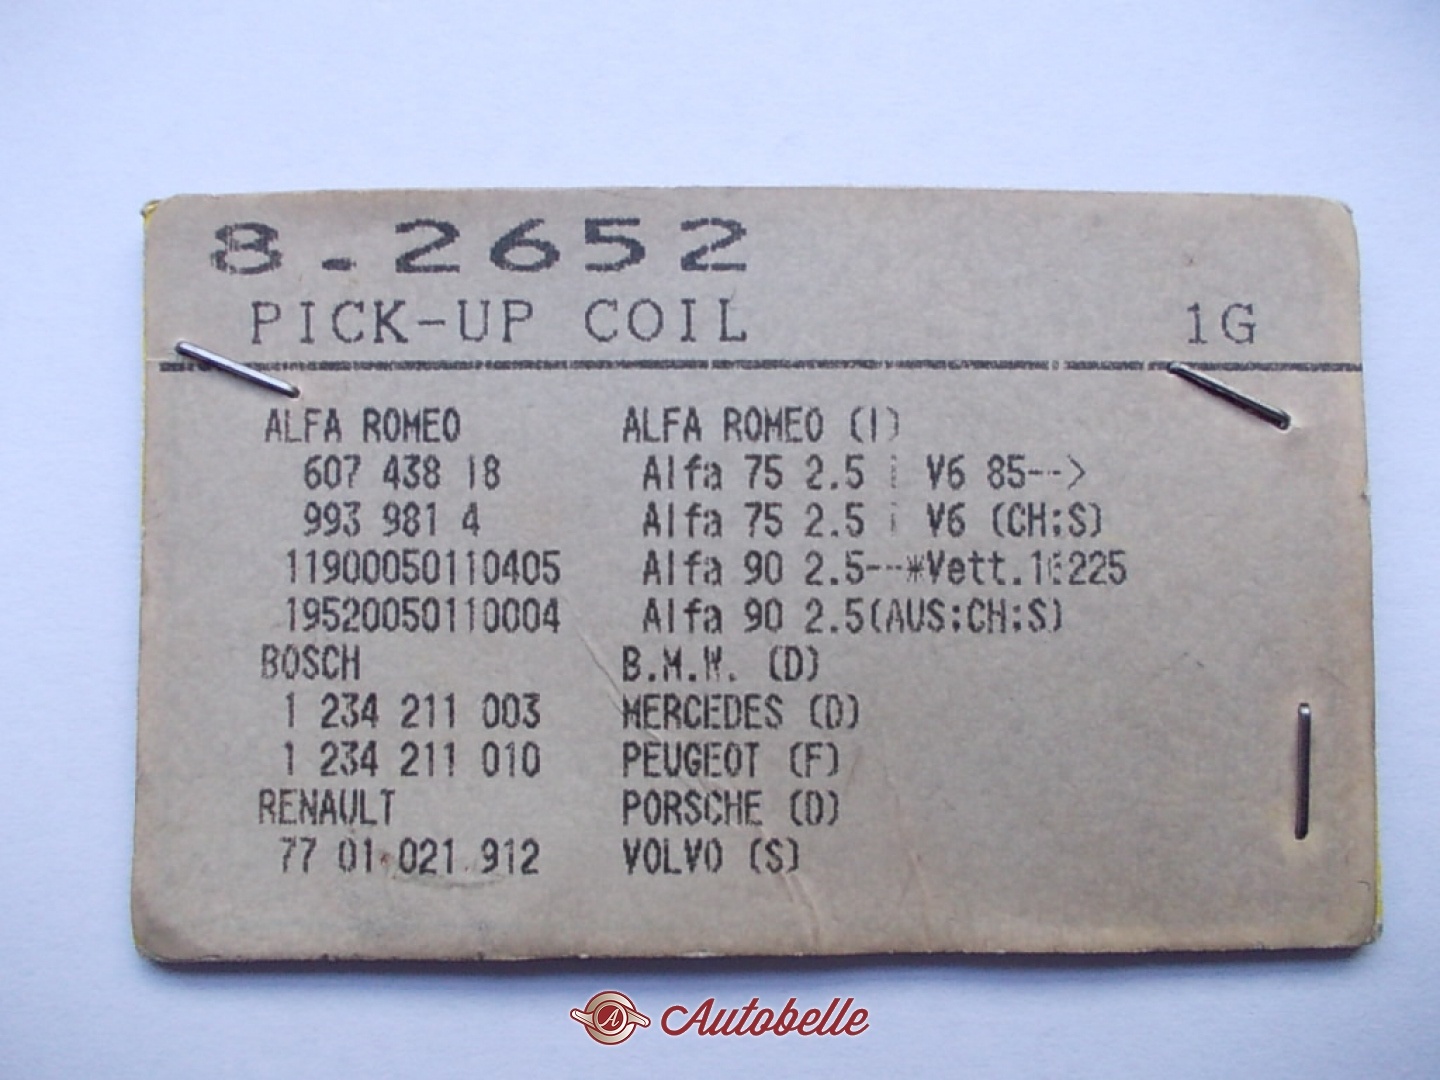 8.2652
PICK-UP COIL 1G
ALFA ROMEO ALFA ROMEO (I)
607 438 18 Alfa 75 2.5 i V6 85-->
993 981 4 Alfa 75 2.5 i V6 (CH;S)
11900050110405 Alfa 90 2.5--*Vett.16225
19520050110004 Alfa 90 2.5(AUS;CH;S)
BOSCH B.M.W. (D)
1 234 211 003 MERCEDES (D)
1 234 211 010 PEUGEOT (F)
RENAULT PORSCHE (D)
77 01 021 912 VOLVO (S)
A Autobelle